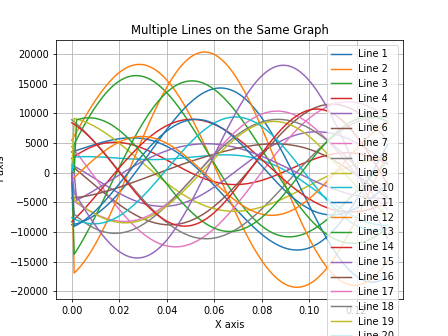 Multiple Lines on the Same Graph
20000
15000
10000
5000
0
−5000
−10000
−15000
−20000
0.00
0.02
0.04
0.06
0.08
0.10
X axis
Line 1
Line 2
Line 3
Line 4
Line 5
Line 6
Line 7
Line 8
Line 9
Line 10
Line 11
Line 12
Line 13
Line 14
Line 15
Line 16
Line 17
Line 18
Line 19
Line 20